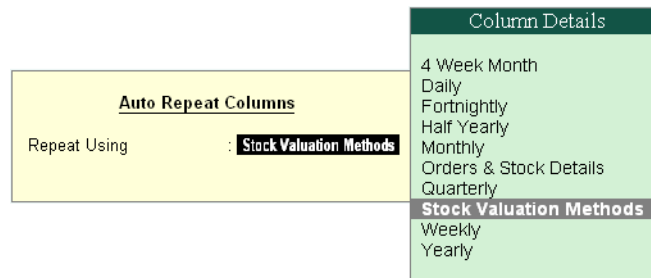 Column Details
4 Week Month
Daily
Auto Repeat Columns
Fortnightly
Half Yearly
Repeat Using : Stock Valuation Methods
Monthly
Orders & Stock Details
Quarterly
Stock Valuation Methods
Weekly
Yearly